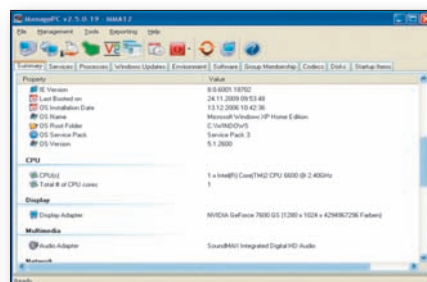 ManagePC v2.5.0.19 - MMA12
File Management Tools Reporting Help
Summary Services Processes Windows Updates Environment Software Group Membership Codecs Disks Startup Items
Property Value
IE Version 8.0.6001.18702
Last Booted on 24.11.2009 09:53:48
OS Installation Date 13.12.2006 10:42:36
OS Name Microsoft Windows XP Home Edition
OS Root Folder C:\WINDOWS
OS Service Pack Service Pack 3
OS Version 5.1.2600
CPU
CPU(s) 1 x Intel(R) Core(TM)2 CPU 6600 @ 2.40GHz
Total # of CPU cores 1
Display
Display Adapter NVIDIA GeForce 7600 GS (1280 x 1024 x 4294967296 Farben)
Multimedia
Audio Adapter SoundMAX Integrated Digital HD Audio
Network
Ready